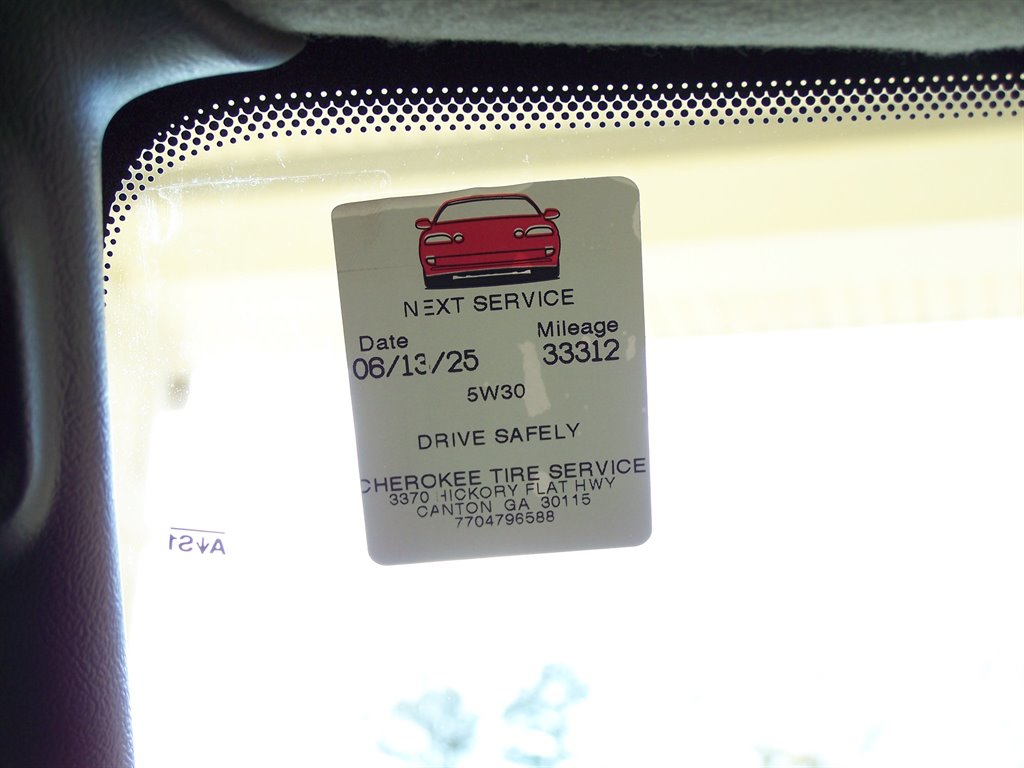 NEXT SERVICE
Date Mileage
06/13/25 33312
5W30
DRIVE SAFELY
CHEROKEE TIRE SERVICE
3370 HICKORY FLAT HWY
CANTON GA 30115
7704796588
AS1